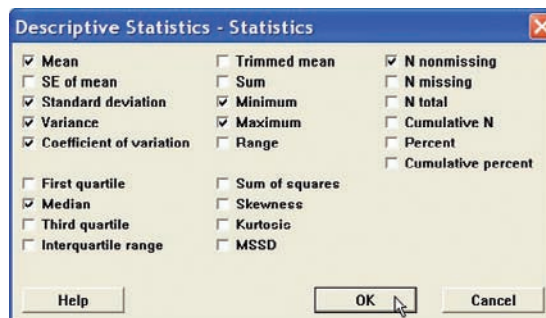 Descriptive Statistics - Statistics
Mean Trimmed mean N nonmissing
SE of mean Sum N missing
Standard deviation Minimum N total
Variance Maximum Cumulative N
Coefficient of variation Range Percent
Cumulative percent
First quartile Sum of squares
Median Skewness
Third quartile Kurtosis
Interquartile range MSSD
Help OK Cancel